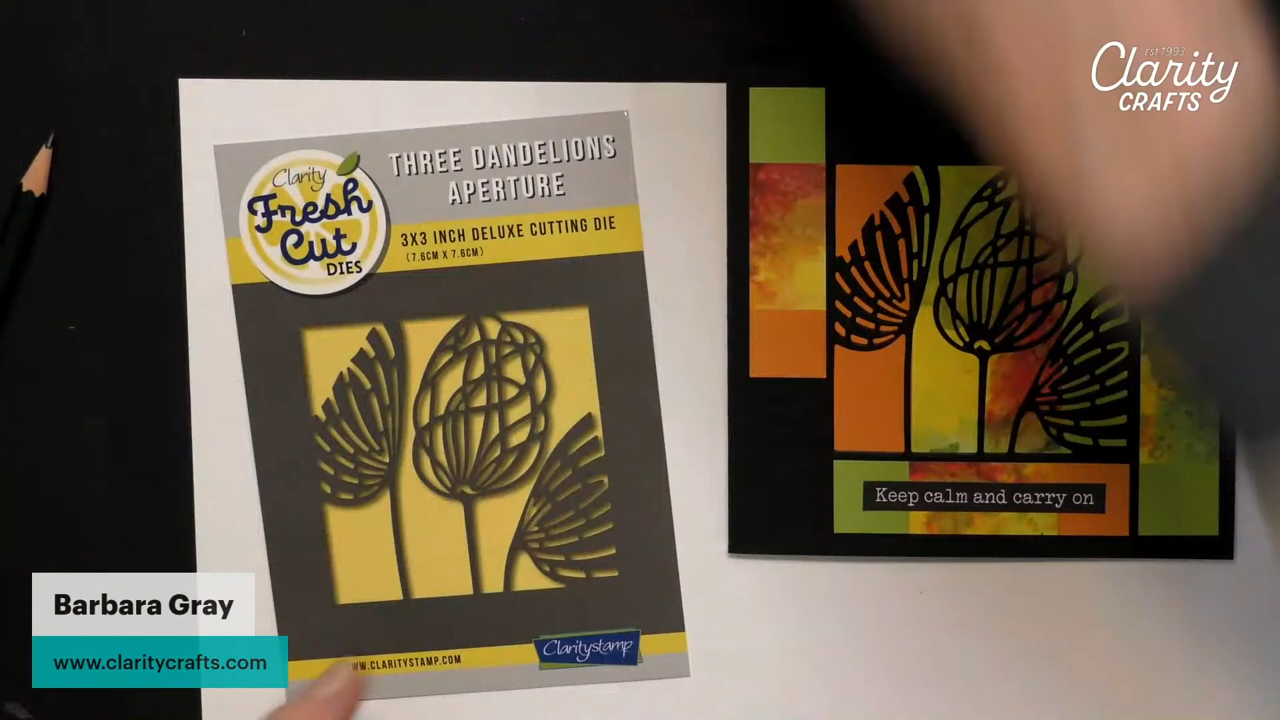 EST 1993
Clarity
CRAFTS
THREE DANDELIONS
APERTURE
Clarity
Fresh
Cut
DIES
3X3 INCH DELUXE CUTTING DIE
(7.6CM X 7.6CM)
Keep calm and carry on
Barbara Gray
www.claritycrafts.com
WWW.CLARITYSTAMP.COM
Claritystamp